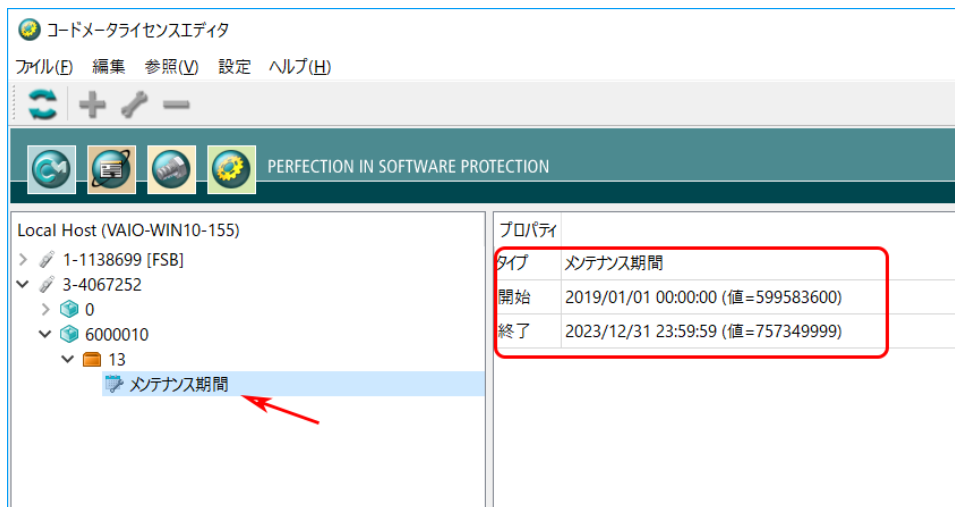 コードメータライセンスエディタ
ファイル(F) 編集 参照(V) 設定 ヘルプ(H)
PERFECTION IN SOFTWARE PROTECTION
Local Host (VAIO-WIN10-155)
1-1138699 [FSB]
3-4067252
0
6000010
13
メンテナンス期間
プロパティ
タイプ メンテナンス期間
開始 2019/01/01 00:00:00 (値=599583600)
終了 2023/12/31 23:59:59 (値=757349999)